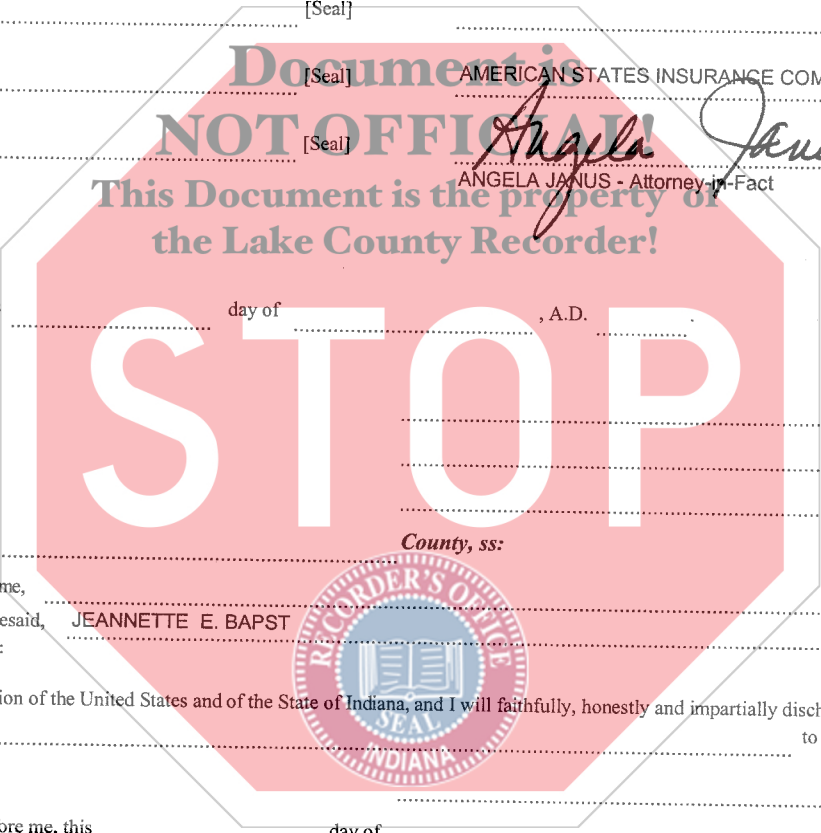 [Seal]
Document is
[Seal] AMERICAN STATES INSURANCE COM
NOT OFFICIAL!
[Seal] Angela Janu
ANGELA JANUS - Attorney-in-Fact
This Document is the property of
the Lake County Recorder!
day of , A.D.
STOP
County, ss:
me,
esaid, JEANNETTE E. BAPST
:
RECORDER'S OFFICE
SEAL
INDIANA
ion of the United States and of the State of Indiana, and I will faithfully, honestly and impartially disch
to
ore me, this day of